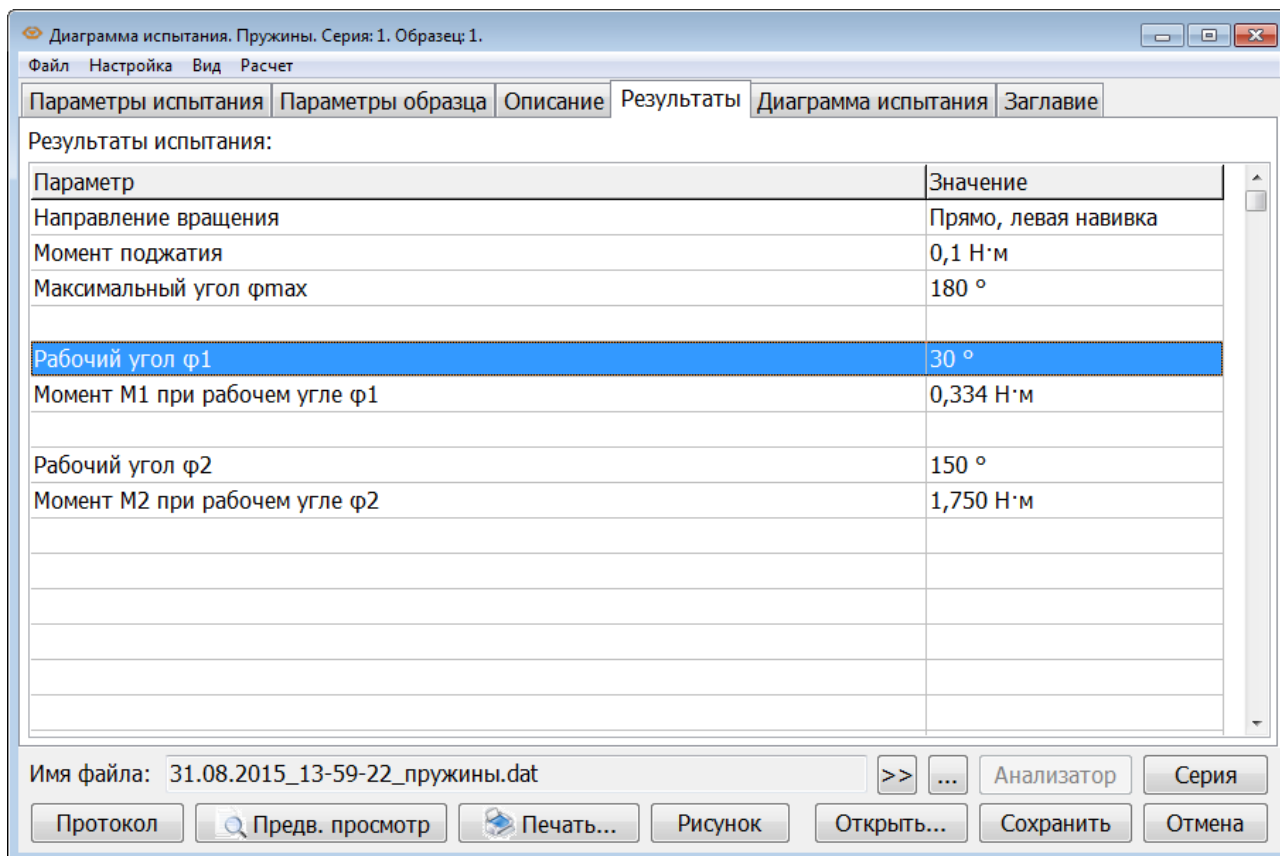 Диаграмма испытания. Пружины. Серия: 1. Образец: 1.
Файл Настройка Вид Расчет
Параметры испытания Параметры образца Описание Результаты Диаграмма испытания Заглавие
Результаты испытания:
Параметр Значение
Направление вращения Прямо, левая навивка
Момент поджатия 0,1 Н·м
Максимальный угол φmax 180 °
Рабочий угол φ1 30 °
Момент М1 при рабочем угле φ1 0,334 Н·м
Рабочий угол φ2 150 °
Момент М2 при рабочем угле φ2 1,750 Н·м
Имя файла: 31.08.2015_13-59-22_пружины.dat >> ... Анализатор Серия
Протокол Предв. просмотр Печать... Рисунок Открыть... Сохранить Отмена